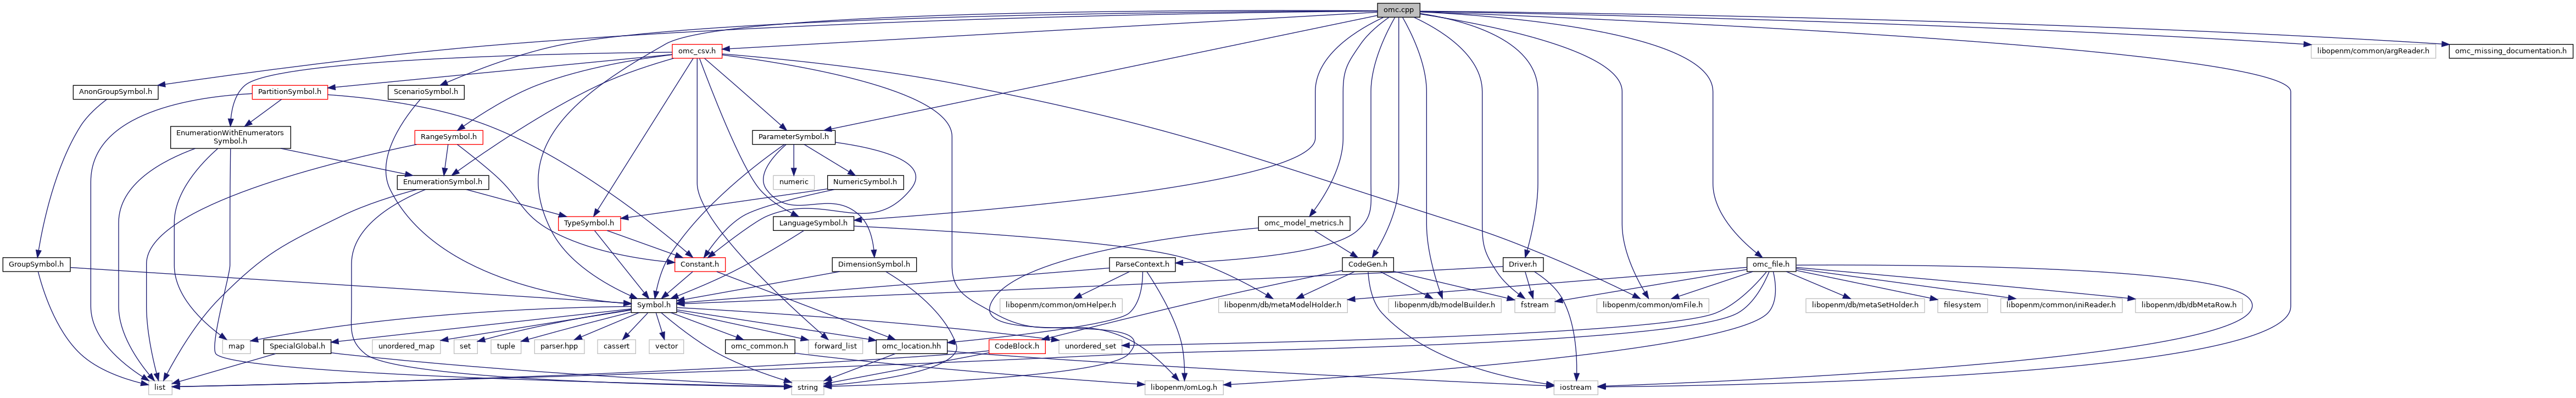 omc.cpp
omc_csv.h
libopenm/common/argReader.h
omc_missing_documentation.h
AnonGroupSymbol.h
PartitionSymbol.h
ScenarioSymbol.h
EnumerationWithEnumerators
Symbol.h
RangeSymbol.h
ParameterSymbol.h
EnumerationSymbol.h
numeric
NumericSymbol.h
TypeSymbol.h
LanguageSymbol.h
omc_model_metrics.h
GroupSymbol.h
Constant.h
DimensionSymbol.h
ParseContext.h
CodeGen.h
Driver.h
omc_file.h
Symbol.h
libopenm/common/omHelper.h
libopenm/db/metaModelHolder.h
libopenm/db/modelBuilder.h
fstream
libopenm/common/omFile.h
libopenm/db/metaSetHolder.h
filesystem
libopenm/common/iniReader.h
libopenm/db/dbMetaRow.h
map
SpecialGlobal.h
unordered_map
set
tuple
parser.hpp
cassert
vector
omc_common.h
forward_list
omc_location.hh
CodeBlock.h
unordered_set
list
string
libopenm/omLog.h
iostream